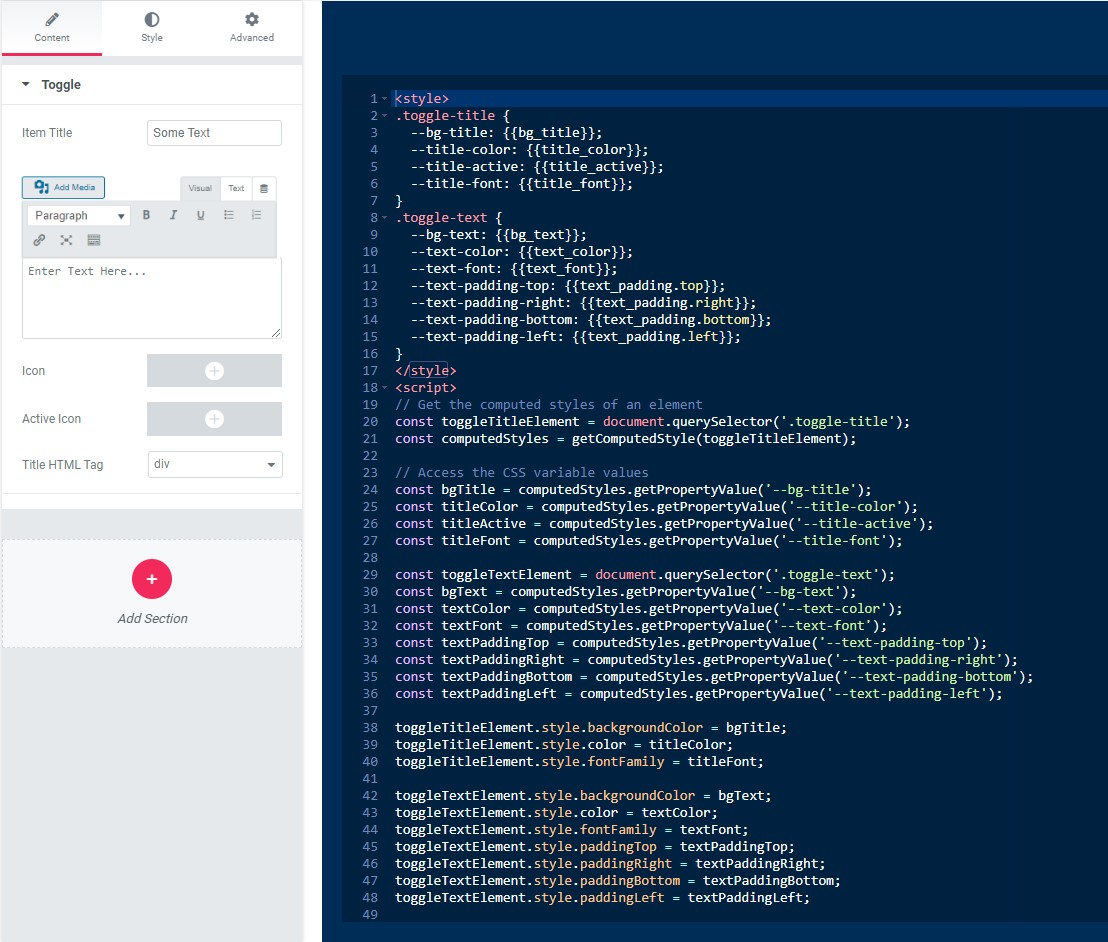 Content
Style
Advanced
Toggle
Item Title
Some Text
Add Media
Visual
Text
Paragraph
B I U
Enter Text Here...
Icon
Active Icon
Title HTML Tag
div
Add Section
1 <style>
2 .toggle-title {
3   --bg-title: {{bg_title}};
4   --title-color: {{title_color}};
5   --title-active: {{title_active}};
6   --title-font: {{title_font}};
7 }
8 .toggle-text {
9   --bg-text: {{bg_text}};
10   --text-color: {{text_color}};
11   --text-font: {{text_font}};
12   --text-padding-top: {{text_padding.top}};
13   --text-padding-right: {{text_padding.right}};
14   --text-padding-bottom: {{text_padding.bottom}};
15   --text-padding-left: {{text_padding.left}};
16 }
17 </style>
18 <script>
19 // Get the computed styles of an element
20 const toggleTitleElement = document.querySelector('.toggle-title');
21 const computedStyles = getComputedStyle(toggleTitleElement);
22
23 // Access the CSS variable values
24 const bgTitle = computedStyles.getPropertyValue('--bg-title');
25 const titleColor = computedStyles.getPropertyValue('--title-color');
26 const titleActive = computedStyles.getPropertyValue('--title-active');
27 const titleFont = computedStyles.getPropertyValue('--title-font');
28
29 const toggleTextElement = document.querySelector('.toggle-text');
30 const bgText = computedStyles.getPropertyValue('--bg-text');
31 const textColor = computedStyles.getPropertyValue('--text-color');
32 const textFont = computedStyles.getPropertyValue('--text-font');
33 const textPaddingTop = computedStyles.getPropertyValue('--text-padding-top');
34 const textPaddingRight = computedStyles.getPropertyValue('--text-padding-right');
35 const textPaddingBottom = computedStyles.getPropertyValue('--text-padding-bottom');
36 const textPaddingLeft = computedStyles.getPropertyValue('--text-padding-left');
37
38 toggleTitleElement.style.backgroundColor = bgTitle;
39 toggleTitleElement.style.color = titleColor;
40 toggleTitleElement.style.fontFamily = titleFont;
41
42 toggleTextElement.style.backgroundColor = bgText;
43 toggleTextElement.style.color = textColor;
44 toggleTextElement.style.fontFamily = textFont;
45 toggleTextElement.style.paddingTop = textPaddingTop;
46 toggleTextElement.style.paddingRight = textPaddingRight;
47 toggleTextElement.style.paddingBottom = textPaddingBottom;
48 toggleTextElement.style.paddingLeft = textPaddingLeft;
49